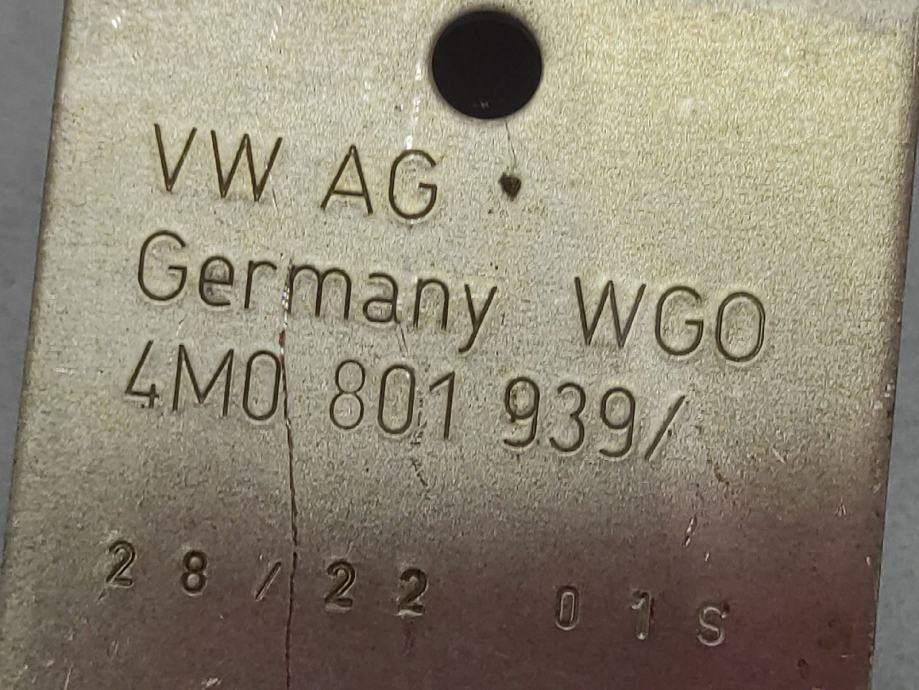 VW AG
Germany WGO
4M0 801 939/
28/22 01S